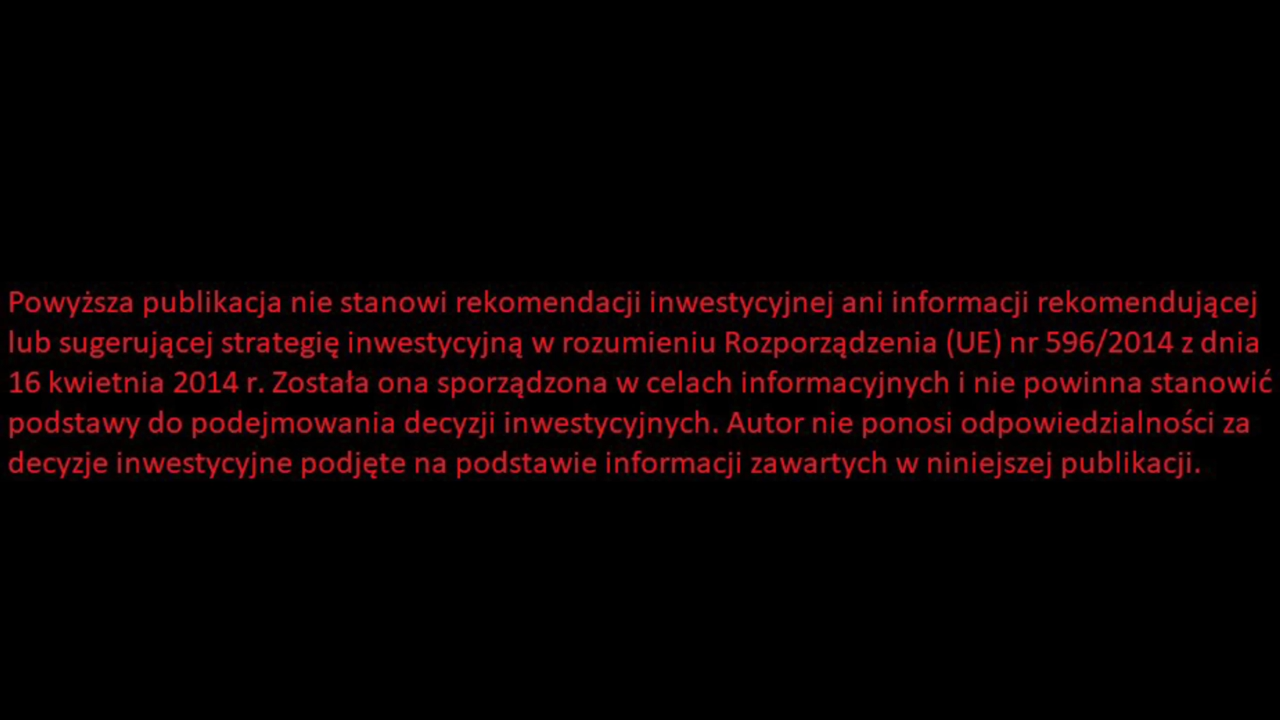 Powyższa publikacja nie stanowi rekomendacji inwestycyjnej ani informacji rekomendującej
lub sugerującej strategię inwestycyjną w rozumieniu Rozporządzenia (UE) nr 596/2014 z dnia
16 kwietnia 2014 r. Została ona sporządzona w celach informacyjnych i nie powinna stanowić
podstawy do podejmowania decyzji inwestycyjnych. Autor nie ponosi odpowiedzialności za
decyzje inwestycyjne podjęte na podstawie informacji zawartych w niniejszej publikacji.